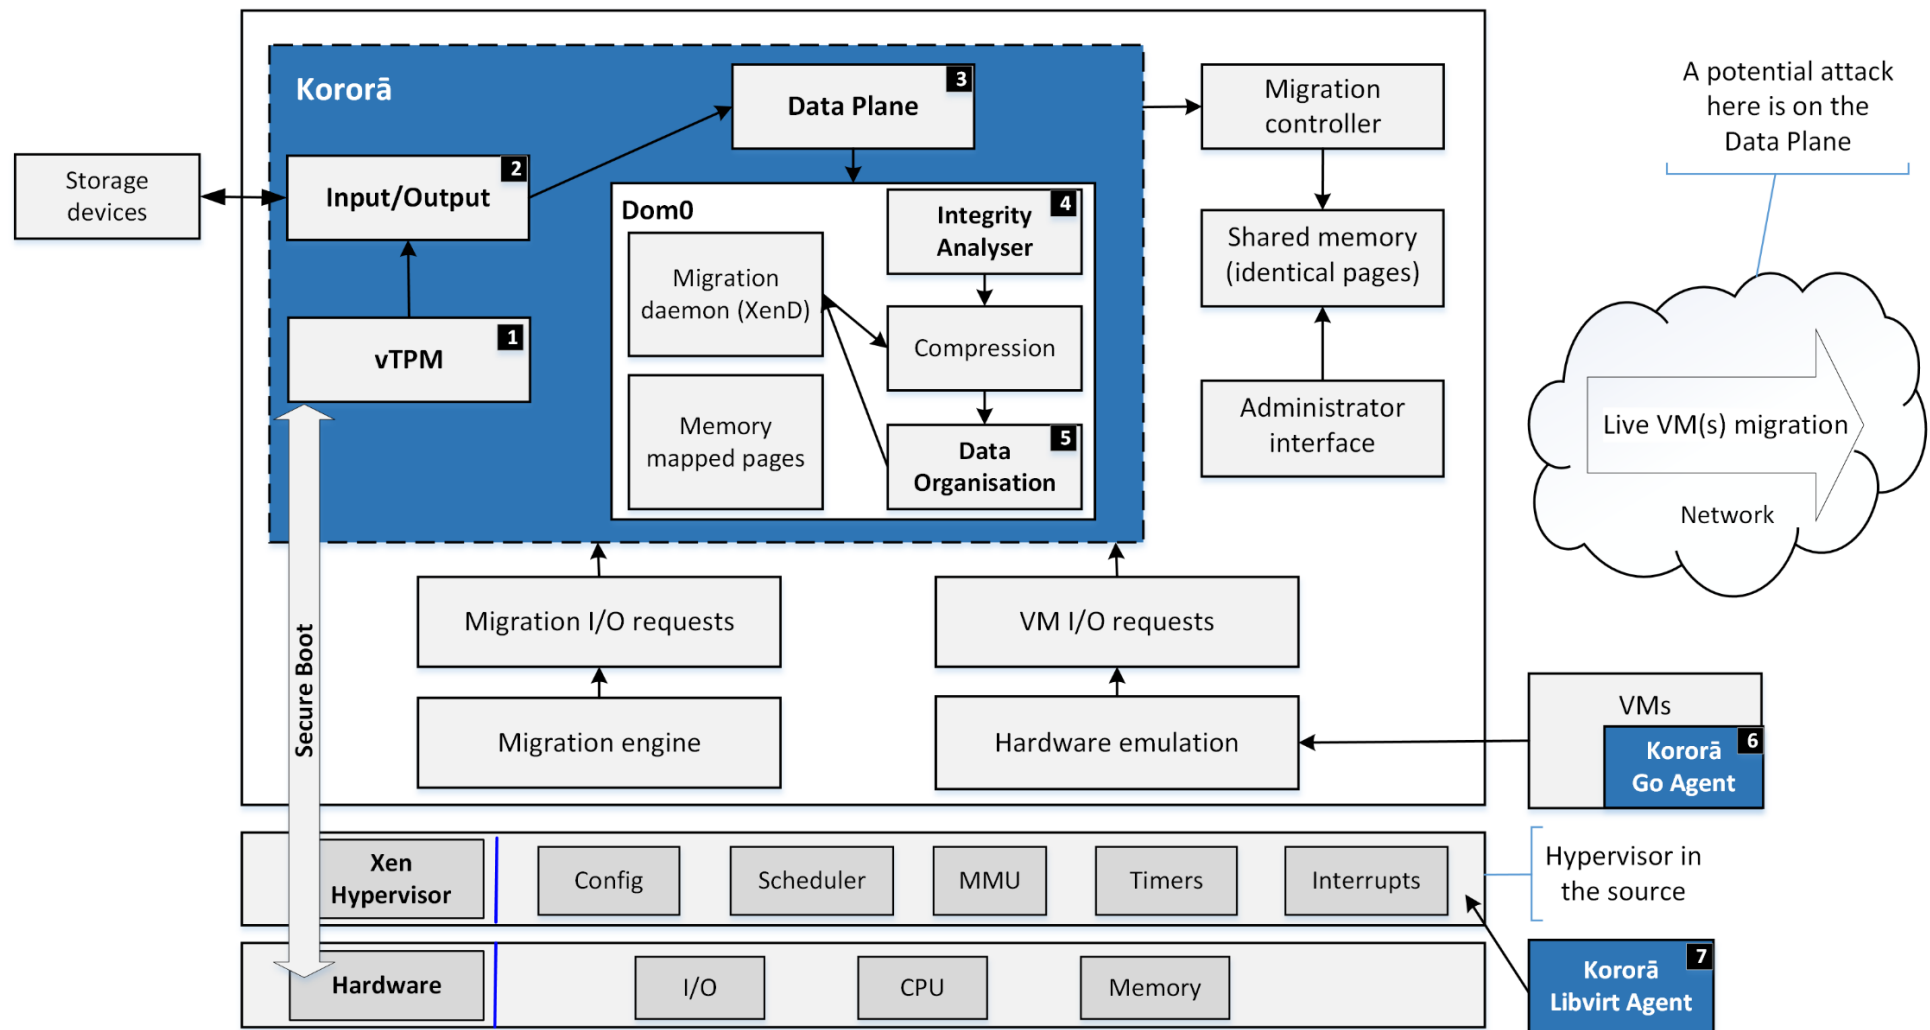 Kororā
3
Data Plane
Migration
controller
A potential attack
here is on the
Data Plane
Storage
devices
2
Input/Output
Dom0
4
Integrity
Analyser
Migration
daemon (XenD)
Shared memory
(identical pages)
1
vTPM
Compression
Memory
mapped pages
5
Data
Organisation
Administrator
interface
Live VM(s) migration
Network
Secure Boot
Migration I/O requests
VM I/O requests
Migration engine
Hardware emulation
VMs
6
Kororā
Go Agent
Xen
Hypervisor
Config
Scheduler
MMU
Timers
Interrupts
Hypervisor in
the source
Hardware
I/O
CPU
Memory
7
Kororā
Libvirt Agent